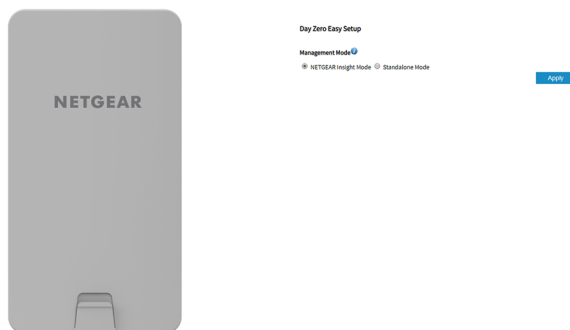 NETGEAR
Day Zero Easy Setup
Management Mode
NETGEAR Insight Mode Standalone Mode
Apply